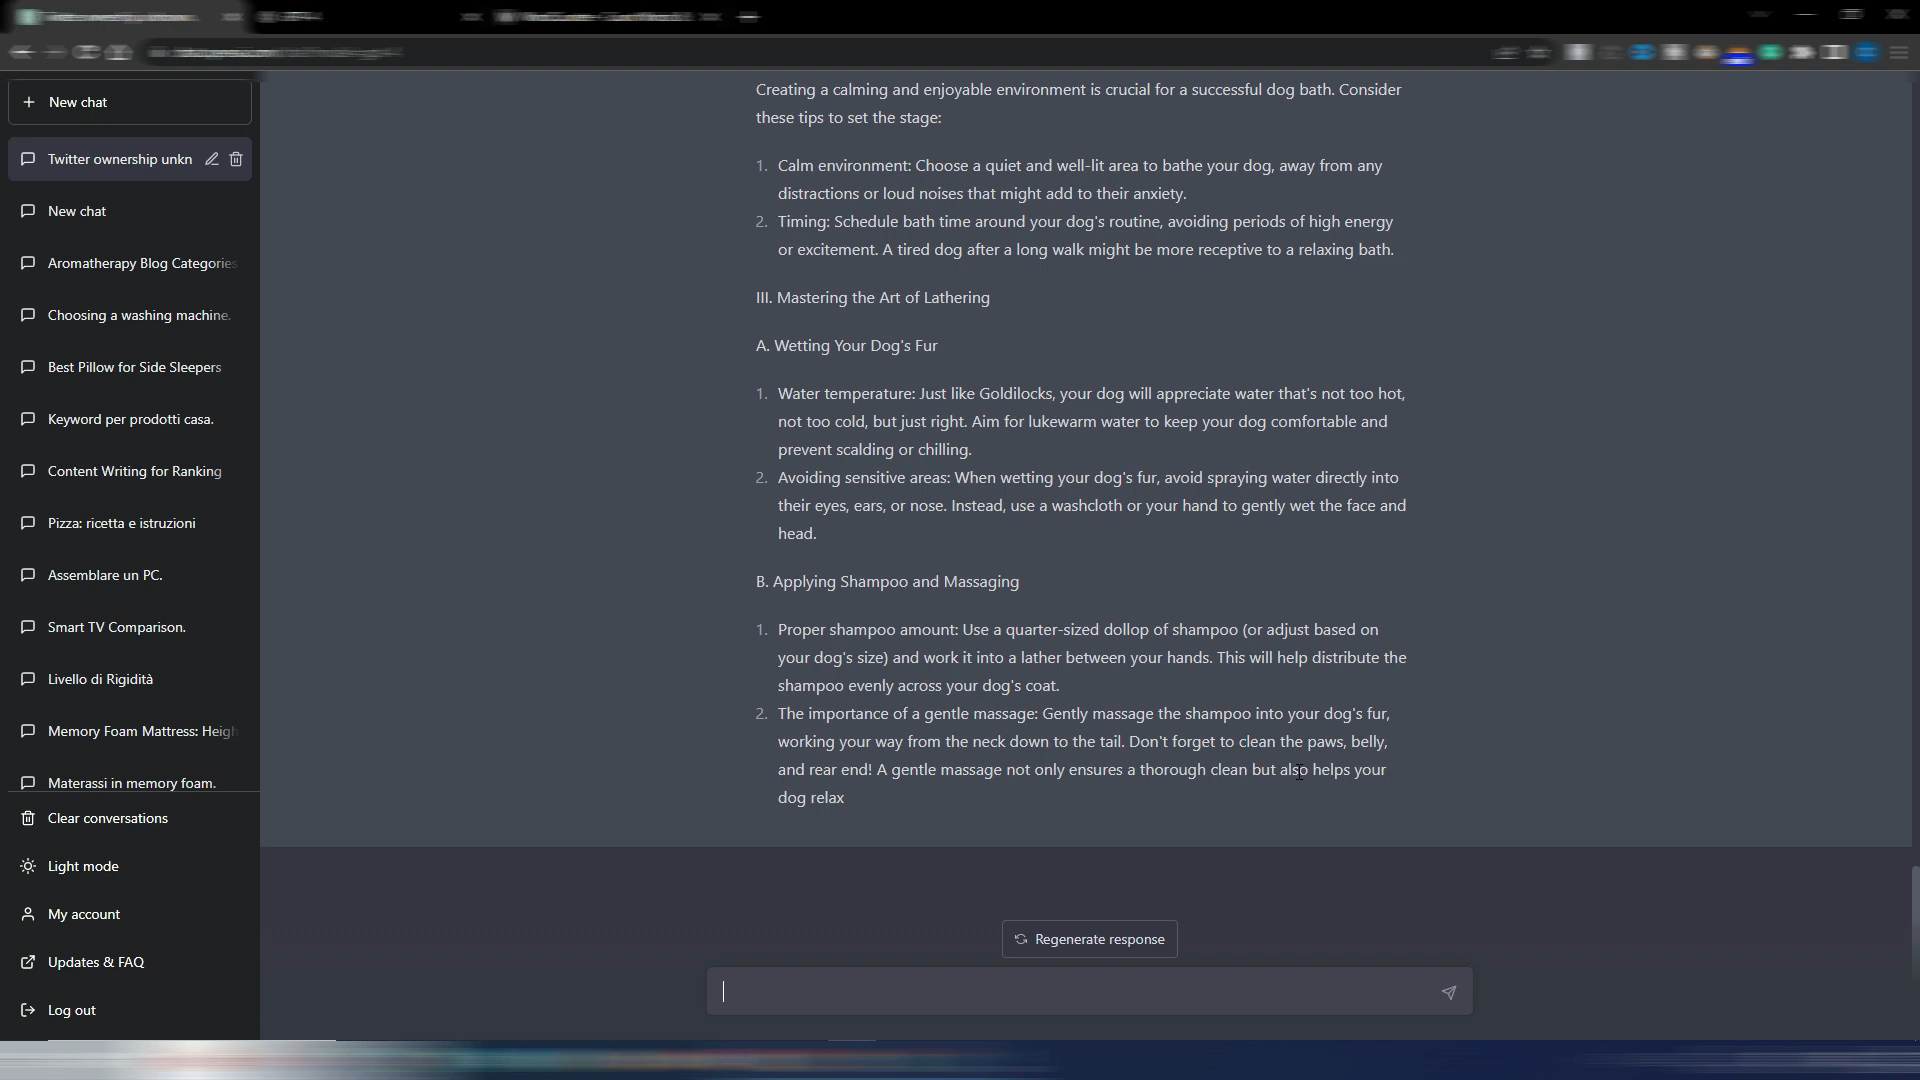 New chat
Twitter ownership unkn
New chat
Aromatherapy Blog Categories
Choosing a washing machine.
Best Pillow for Side Sleepers
Keyword per prodotti casa.
Content Writing for Ranking
Pizza: ricetta e istruzioni
Assemblare un PC.
Smart TV Comparison.
Livello di Rigidità
Memory Foam Mattress: Heigh
Materassi in memory foam.
Clear conversations
Light mode
My account
Updates & FAQ
Log out
Creating a calming and enjoyable environment is crucial for a successful dog bath. Consider
these tips to set the stage:
1. Calm environment: Choose a quiet and well-lit area to bathe your dog, away from any
distractions or loud noises that might add to their anxiety.
2. Timing: Schedule bath time around your dog's routine, avoiding periods of high energy
or excitement. A tired dog after a long walk might be more receptive to a relaxing bath.
III. Mastering the Art of Lathering
A. Wetting Your Dog's Fur
1. Water temperature: Just like Goldilocks, your dog will appreciate water that's not too hot,
not too cold, but just right. Aim for lukewarm water to keep your dog comfortable and
prevent scalding or chilling.
2. Avoiding sensitive areas: When wetting your dog's fur, avoid spraying water directly into
their eyes, ears, or nose. Instead, use a washcloth or your hand to gently wet the face and
head.
B. Applying Shampoo and Massaging
1. Proper shampoo amount: Use a quarter-sized dollop of shampoo (or adjust based on
your dog's size) and work it into a lather between your hands. This will help distribute the
shampoo evenly across your dog's coat.
2. The importance of a gentle massage: Gently massage the shampoo into your dog's fur,
working your way from the neck down to the tail. Don't forget to clean the paws, belly,
and rear end! A gentle massage not only ensures a thorough clean but also helps your
dog relax
Regenerate response